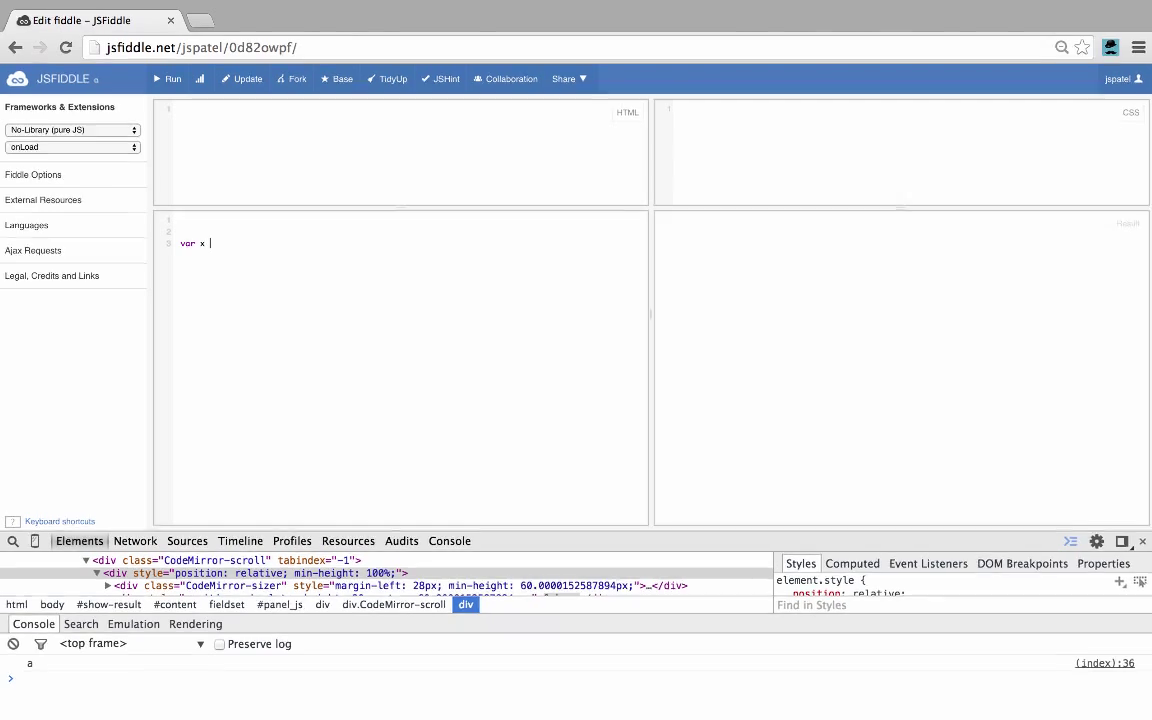 Edit fiddle – JSFiddle ×
jsfiddle.net/jspatel/0d82owpf/
JSFIDDLE α Run Update Fork Base TidyUp JSHint Collaboration Share jspatel
Frameworks & Extensions
No-Library (pure JS)
onLoad
Fiddle Options
External Resources
Languages
Ajax Requests
Legal, Credits and Links
? Keyboard shortcuts
1 HTML
1 CSS
1
2
3 var x
Result
Elements Network Sources Timeline Profiles Resources Audits Console
<div class="CodeMirror-scroll" tabindex="-1">
<div style="position: relative; min-height: 100%;">
<div class="CodeMirror-sizer" style="margin-left: 28px; min-height: 60.0000152587894px;">…</div>
html body #show-result #content fieldset #panel_js div div.CodeMirror-scroll div
Styles Computed Event Listeners DOM Breakpoints Properties
element.style {
position: relative;
Find in Styles
Console Search Emulation Rendering
<top frame> Preserve log
a (index):36
>